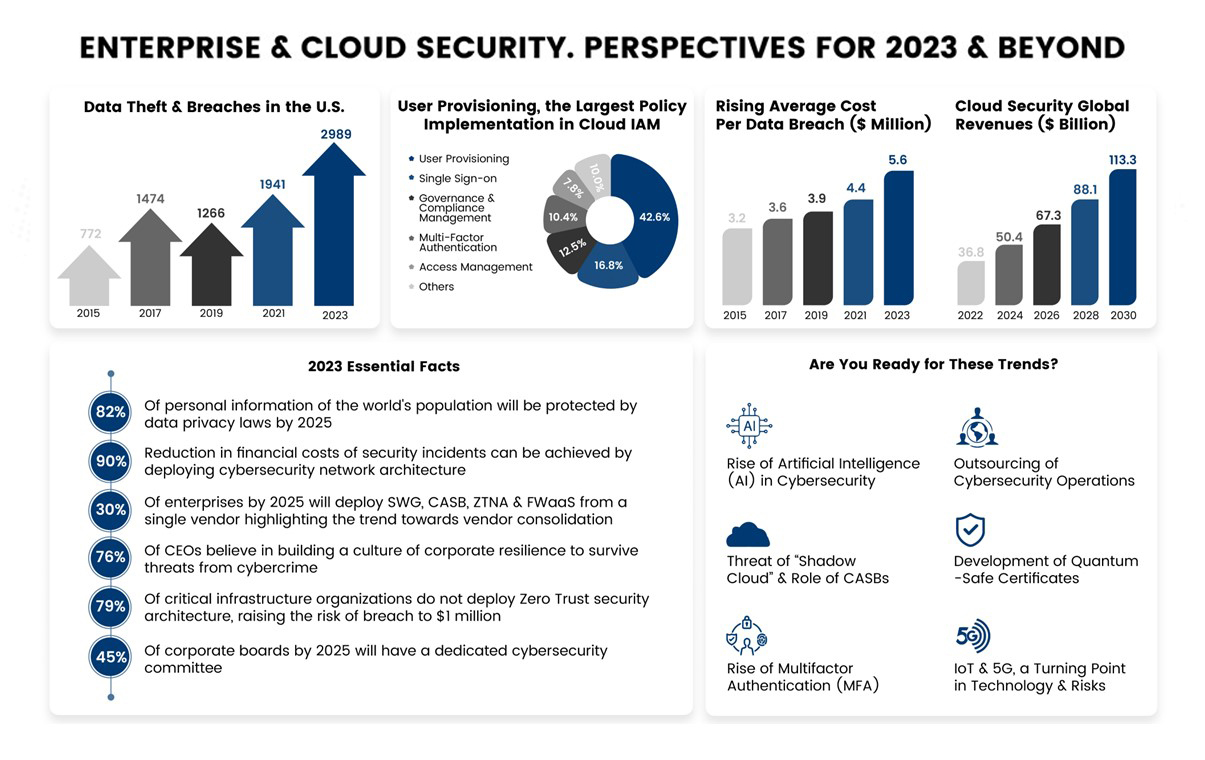 ENTERPRISE & CLOUD SECURITY. PERSPECTIVES FOR 2023 & BEYOND
Data Theft & Breaches in the U.S.
772
1474
1266
1941
2989
2015
2017
2019
2021
2023
User Provisioning, the Largest Policy
Implementation in Cloud IAM
User Provisioning
Single Sign-on
Governance &
Compliance
Management
Multi-Factor
Authentication
Access Management
Others
42.6%
16.8%
12.5%
10.4%
7.8%
10.0%
Rising Average Cost
Per Data Breach ($ Million)
3.2
3.6
3.9
4.4
5.6
2015
2017
2019
2021
2023
Cloud Security Global
Revenues ($ Billion)
36.8
50.4
67.3
88.1
113.3
2022
2024
2026
2028
2030
2023 Essential Facts
82%
Of personal information of the world's population will be protected by
data privacy laws by 2025
90%
Reduction in financial costs of security incidents can be achieved by
deploying cybersecurity network architecture
30%
Of enterprises by 2025 will deploy SWG, CASB, ZTNA & FWaaS from a
single vendor highlighting the trend towards vendor consolidation
76%
Of CEOs believe in building a culture of corporate resilience to survive
threats from cybercrime
79%
Of critical infrastructure organizations do not deploy Zero Trust security
architecture, raising the risk of breach to $1 million
45%
Of corporate boards by 2025 will have a dedicated cybersecurity
committee
Are You Ready for These Trends?
AI
Rise of Artificial Intelligence
(AI) in Cybersecurity
Outsourcing of
Cybersecurity Operations
Threat of "Shadow
Cloud" & Role of CASBs
Development of Quantum
-Safe Certificates
Rise of Multifactor
Authentication (MFA)
5G
IoT & 5G, a Turning Point
in Technology & Risks